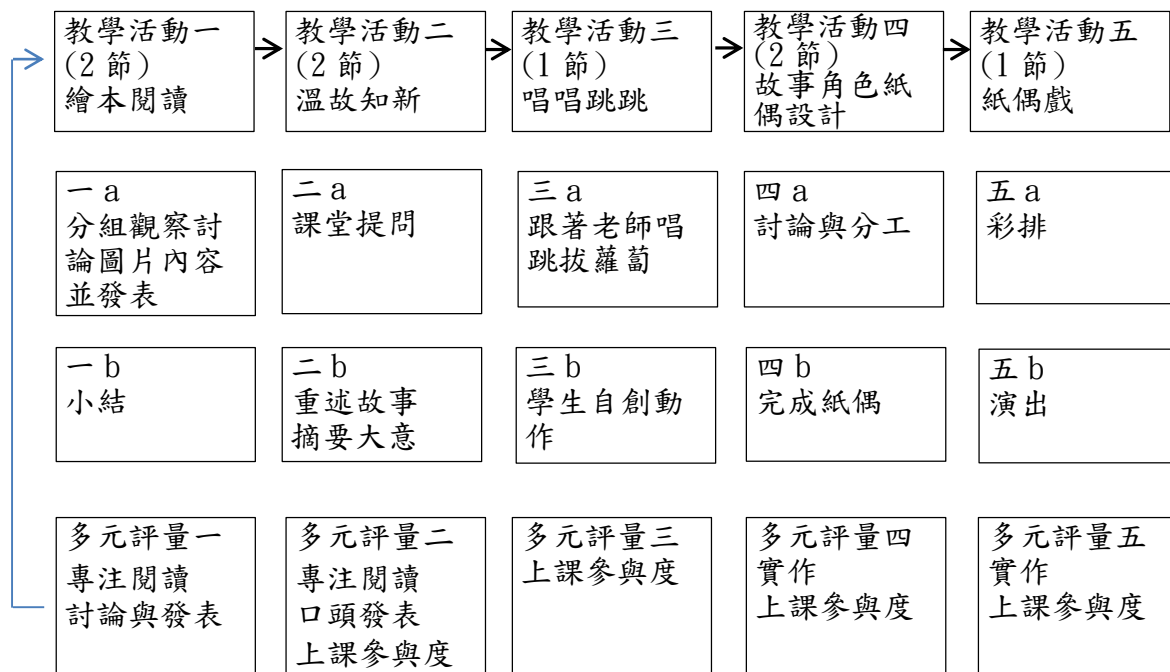 教學活動一
(2 節)
繪本閱讀
教學活動二
(2 節)
溫故知新
教學活動三
(1 節)
唱唱跳跳
教學活動四
(2 節)
故事角色紙
偶設計
教學活動五
(1 節)
紙偶戲
一 a
分組觀察討
論圖片內容
並發表
二 a
課堂提問
三 a
跟著老師唱
跳拔蘿蔔
四 a
討論與分工
五 a
彩排
一 b
小結
二 b
重述故事
摘要大意
三 b
學生自創動
作
四 b
完成紙偶
五 b
演出
多元評量一
專注閱讀
討論與發表
多元評量二
專注閱讀
口頭發表
上課參與度
多元評量三
上課參與度
多元評量四
實作
上課參與度
多元評量五
實作
上課參與度